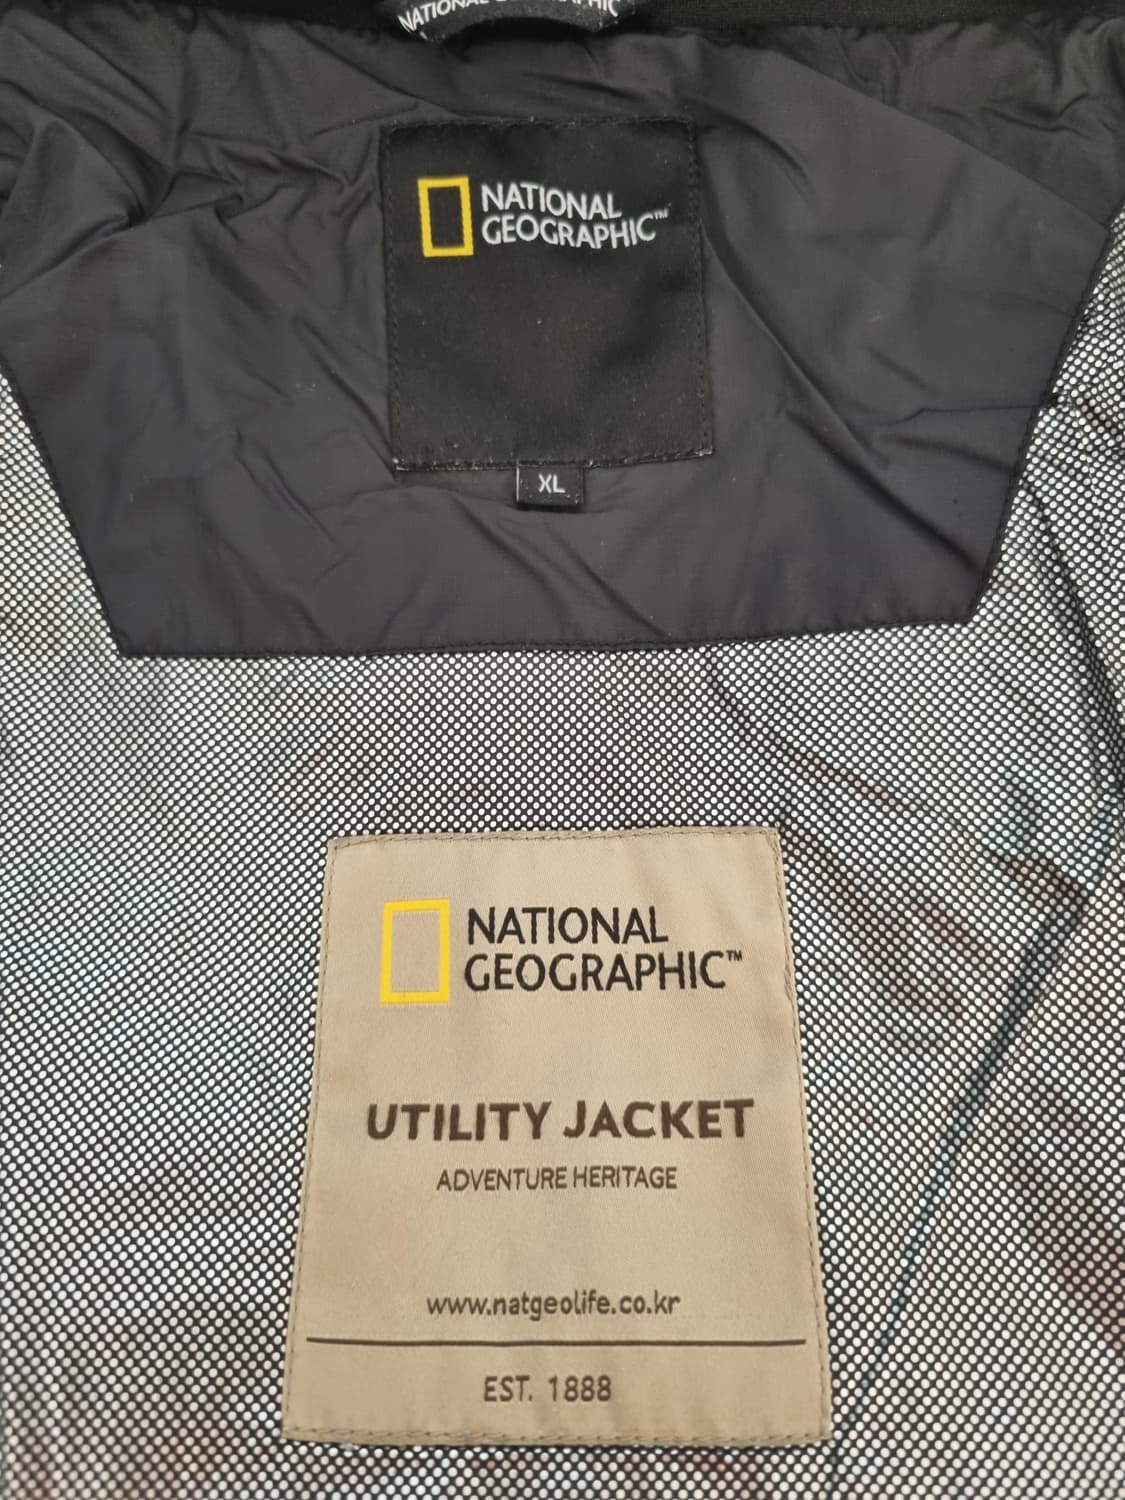 NATIONAL GEOGRAPHIC
NATIONAL
GEOGRAPHIC™
XL
NATIONAL
GEOGRAPHIC™
UTILITY JACKET
ADVENTURE HERITAGE
www.natgeolife.co.kr
EST. 1888